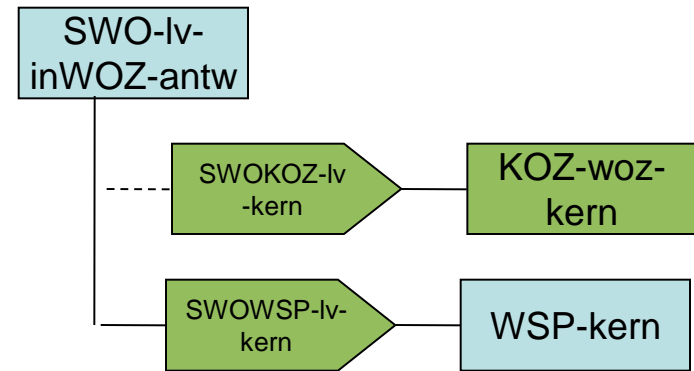 SWO-lv-
inWOZ-antw
SWOKOZ-lv
-kern
KOZ-woz-
kern
SWOWSP-lv-
kern
WSP-kern